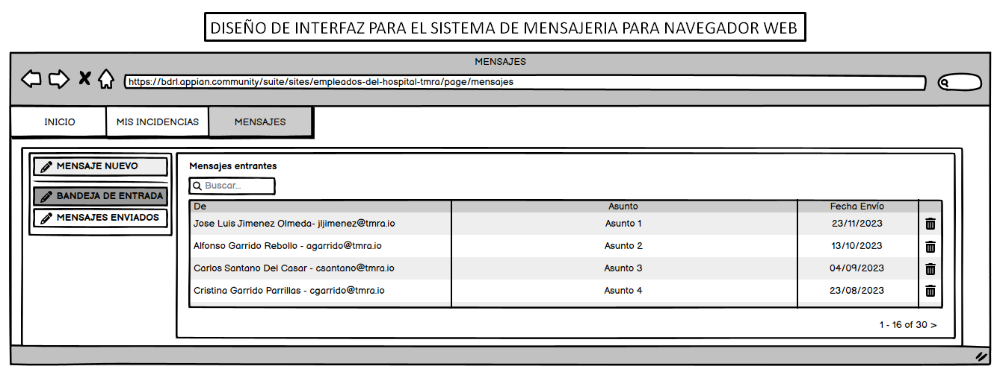 DISEÑO DE INTERFAZ PARA EL SISTEMA DE MENSAJERIA PARA NAVEGADOR WEB
MENSAJES
https://bdrl.appian.community/suite/sites/empleados-del-hospital-tmra/page/mensajes
INICIO MIS INCIDENCIAS MENSAJES
MENSAJE NUEVO
BANDEJA DE ENTRADA
MENSAJES ENVIADOS
Mensajes entrantes
Buscar...
De Asunto Fecha Envío
Jose Luis Jimenez Olmeda- jljimenez@tmra.io Asunto 1 23/11/2023
Alfonso Garrido Rebollo - agarrido@tmra.io Asunto 2 13/10/2023
Carlos Santano Del Casar - csantano@tmra.io Asunto 3 04/09/2023
Cristina Garrido Parrillas - cgarrido@tmra.io Asunto 4 23/08/2023
1 - 16 of 30 >